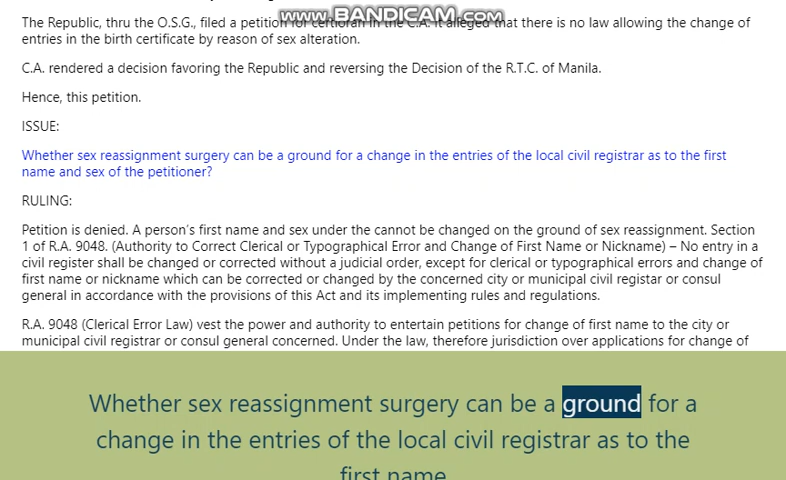 www.BANDICAM.com
The Republic, thru the O.S.G., filed a petition for certiorari in the C.A. It alleged that there is no law allowing the change of
entries in the birth certificate by reason of sex alteration.
C.A. rendered a decision favoring the Republic and reversing the Decision of the R.T.C. of Manila.
Hence, this petition.
ISSUE:
Whether sex reassignment surgery can be a ground for a change in the entries of the local civil registrar as to the first
name and sex of the petitioner?
RULING:
Petition is denied. A person's first name and sex under the cannot be changed on the ground of sex reassignment. Section
1 of R.A. 9048. (Authority to Correct Clerical or Typographical Error and Change of First Name or Nickname) – No entry in a
civil register shall be changed or corrected without a judicial order, except for clerical or typographical errors and change of
first name or nickname which can be corrected or changed by the concerned city or municipal civil registar or consul
general in accordance with the provisions of this Act and its implementing rules and regulations.
R.A. 9048 (Clerical Error Law) vest the power and authority to entertain petitions for change of first name to the city or
municipal civil registrar or consul general concerned. Under the law, therefore jurisdiction over applications for change of
Whether sex reassignment surgery can be a ground for a
change in the entries of the local civil registrar as to the
first name